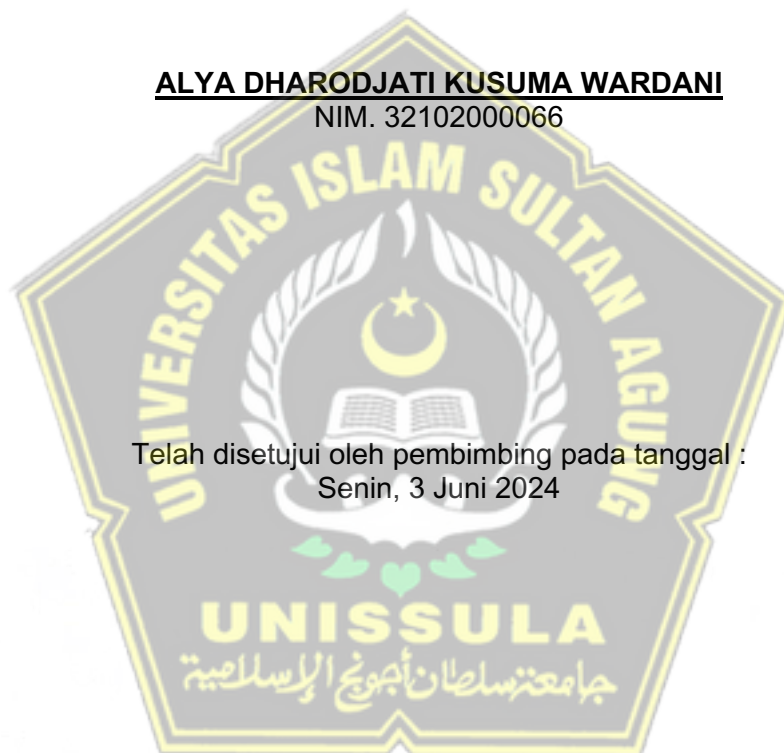 ALYA DHARODJATI KUSUMA WARDANI
NIM. 32102000066
UNIVERSITAS ISLAM SULTAN AGUNG
Telah disetujui oleh pembimbing pada tanggal :
Senin, 3 Juni 2024
UNISSULA
جامعة سلطان أجونج الإسلامية